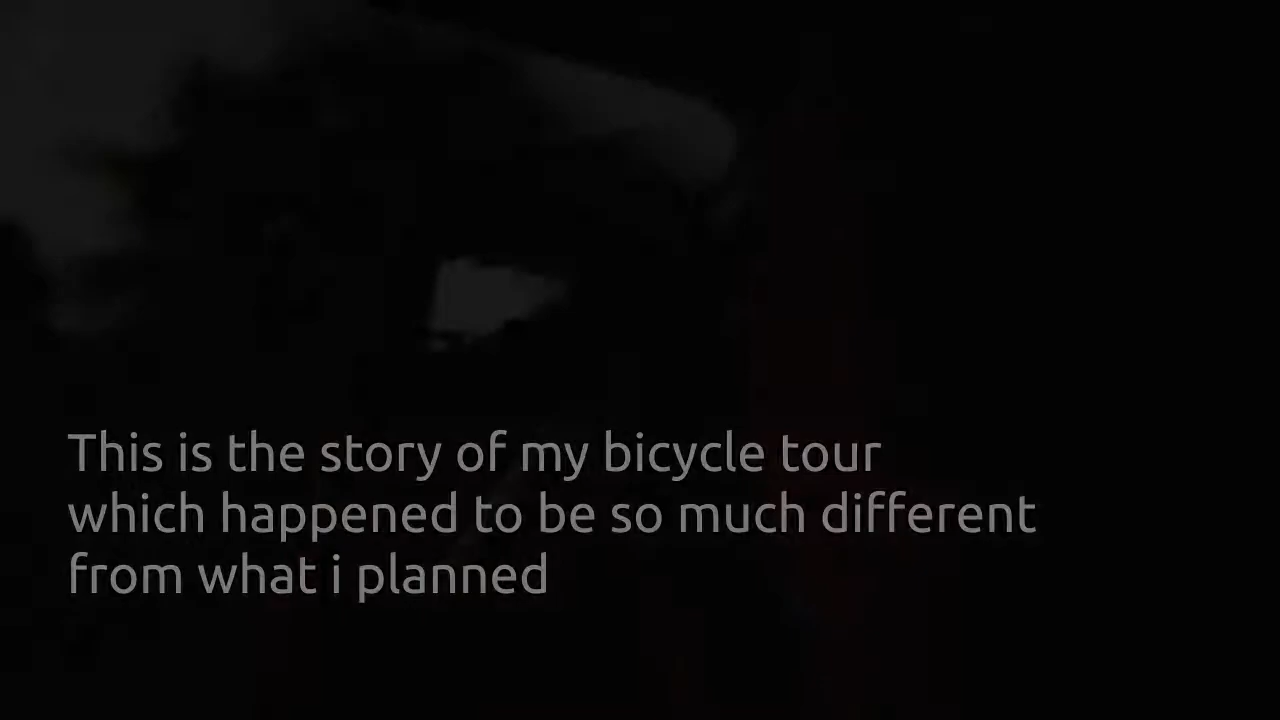 This is the story of my bicycle tour
which happened to be so much different
from what i planned